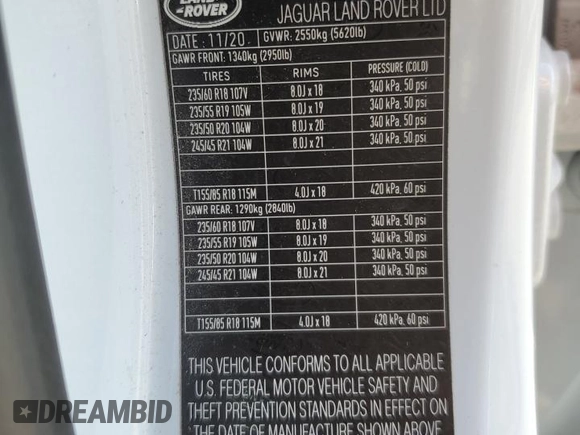 LAND ROVER
JAGUAR LAND ROVER LTD
DATE: 11/20 GVWR: 2550kg (5620lb)
GAWR FRONT: 1340kg (2950lb)
TIRES RIMS PRESSURE (COLD)
235/60 R18 107V 8.0J x 18 340 kPa, 50 psi
235/55 R19 105W 8.0J x 19 340 kPa, 50 psi
235/50 R20 104W 8.0J x 20 340 kPa, 50 psi
245/45 R21 104W 8.0J x 21 340 kPa, 50 psi
T155/85 R18 115M 4.0J x 18 420 kPa, 60 psi
GAWR REAR: 1290kg (2840lb)
235/60 R18 107V 8.0J x 18 340 kPa, 50 psi
235/55 R19 105W 8.0J x 19 340 kPa, 50 psi
235/50 R20 104W 8.0J x 20 340 kPa, 50 psi
245/45 R21 104W 8.0J x 21 340 kPa, 50 psi
T155/85 R18 115M 4.0J x 18 420 kPa, 60 psi
THIS VEHICLE CONFORMS TO ALL APPLICABLE
U.S. FEDERAL MOTOR VEHICLE SAFETY AND
THEFT PREVENTION STANDARDS IN EFFECT ON
THE DATE OF MANUFACTURE SHOWN ABOVE
DREAMBID